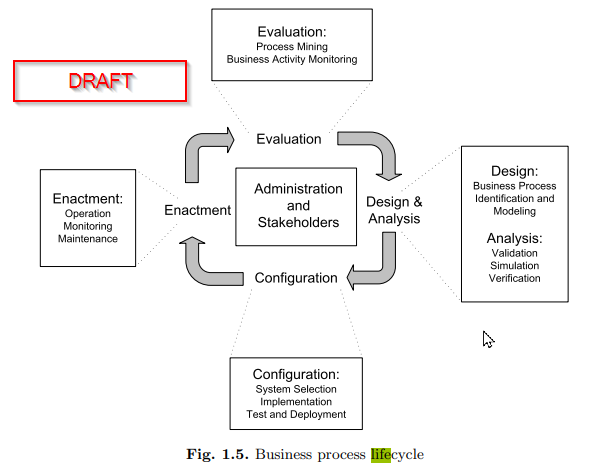 Evaluation:
Process Mining
Business Activity Monitoring
DRAFT
Evaluation
Enactment:
Operation
Monitoring
Maintenance
Enactment
Administration
and
Stakeholders
Design &
Analysis
Design:
Business Process
Identification and
Modeling
Analysis:
Validation
Simulation
Verification
Configuration
Configuration:
System Selection
Implementation
Test and Deployment
Fig. 1.5. Business process lifecycle